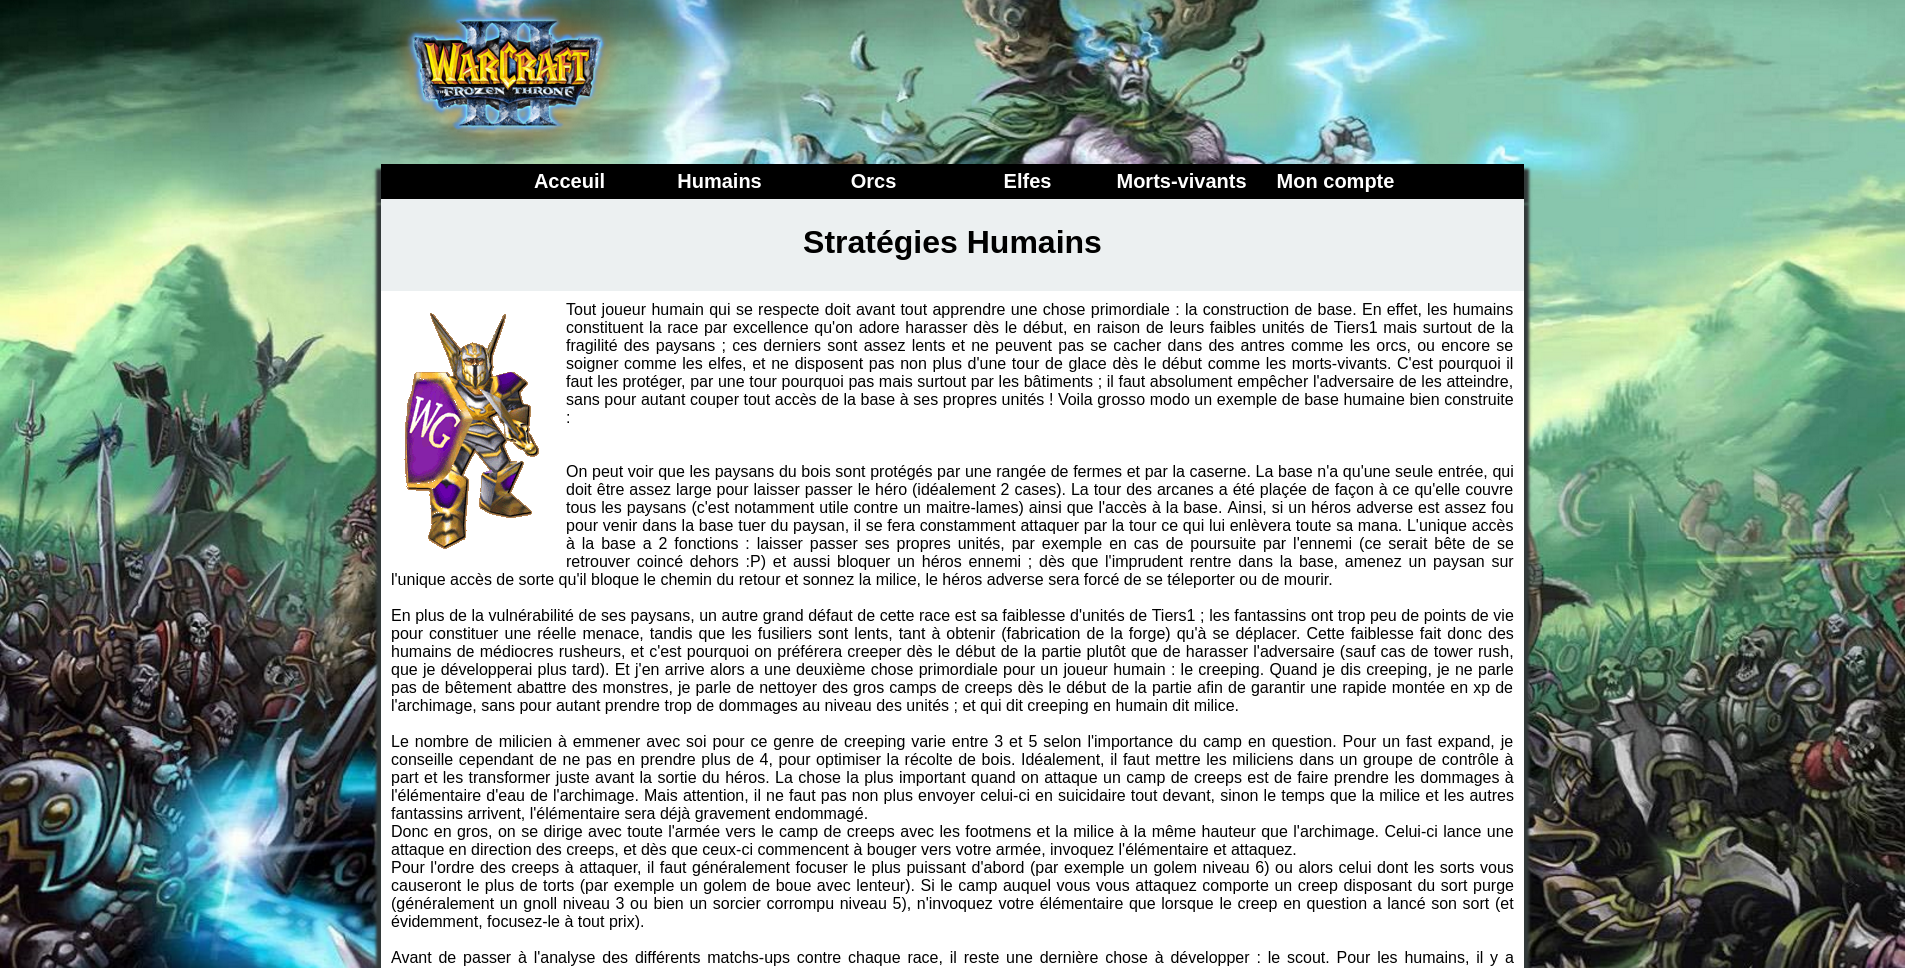 WARCRAFT
III
THE FROZEN THRONE
Acceuil Humains Orcs Elfes Morts-vivants Mon compte
Stratégies Humains
WG
Tout joueur humain qui se respecte doit avant tout apprendre une chose primordiale : la construction de base. En effet, les humains
constituent la race par excellence qu'on adore harasser dès le début, en raison de leurs faibles unités de Tiers1 mais surtout de la
fragilité des paysans ; ces derniers sont assez lents et ne peuvent pas se cacher dans des antres comme les orcs, ou encore se
soigner comme les elfes, et ne disposent pas non plus d'une tour de glace dès le début comme les morts-vivants. C'est pourquoi il
faut les protéger, par une tour pourquoi pas mais surtout par les bâtiments ; il faut absolument empêcher l'adversaire de les atteindre,
sans pour autant couper tout accès de la base à ses propres unités ! Voila grosso modo un exemple de base humaine bien construite
:
On peut voir que les paysans du bois sont protégés par une rangée de fermes et par la caserne. La base n'a qu'une seule entrée, qui
doit être assez large pour laisser passer le héro (idéalement 2 cases). La tour des arcanes a été plaçée de façon à ce qu'elle couvre
tous les paysans (c'est notamment utile contre un maitre-lames) ainsi que l'accès à la base. Ainsi, si un héros adverse est assez fou
pour venir dans la base tuer du paysan, il se fera constamment attaquer par la tour ce qui lui enlèvera toute sa mana. L'unique accès
à la base a 2 fonctions : laisser passer ses propres unités, par exemple en cas de poursuite par l'ennemi (ce serait bête de se
retrouver coincé dehors :P) et aussi bloquer un héros ennemi ; dès que l'imprudent rentre dans la base, amenez un paysan sur
l'unique accès de sorte qu'il bloque le chemin du retour et sonnez la milice, le héros adverse sera forcé de se téleporter ou de mourir.
En plus de la vulnérabilité de ses paysans, un autre grand défaut de cette race est sa faiblesse d'unités de Tiers1 ; les fantassins ont trop peu de points de vie
pour constituer une réelle menace, tandis que les fusiliers sont lents, tant à obtenir (fabrication de la forge) qu'à se déplacer. Cette faiblesse fait donc des
humains de médiocres rusheurs, et c'est pourquoi on préférera creeper dès le début de la partie plutôt que de harasser l'adversaire (sauf cas de tower rush,
que je développerai plus tard). Et j'en arrive alors a une deuxième chose primordiale pour un joueur humain : le creeping. Quand je dis creeping, je ne parle
pas de bêtement abattre des monstres, je parle de nettoyer des gros camps de creeps dès le début de la partie afin de garantir une rapide montée en xp de
l'archimage, sans pour autant prendre trop de dommages au niveau des unités ; et qui dit creeping en humain dit milice.
Le nombre de milicien à emmener avec soi pour ce genre de creeping varie entre 3 et 5 selon l'importance du camp en question. Pour un fast expand, je
conseille cependant de ne pas en prendre plus de 4, pour optimiser la récolte de bois. Idéalement, il faut mettre les miliciens dans un groupe de contrôle à
part et les transformer juste avant la sortie du héros. La chose la plus important quand on attaque un camp de creeps est de faire prendre les dommages à
l'élémentaire d'eau de l'archimage. Mais attention, il ne faut pas non plus envoyer celui-ci en suicidaire tout devant, sinon le temps que la milice et les autres
fantassins arrivent, l'élémentaire sera déjà gravement endommagé.
Donc en gros, on se dirige avec toute l'armée vers le camp de creeps avec les footmens et la milice à la même hauteur que l'archimage. Celui-ci lance une
attaque en direction des creeps, et dès que ceux-ci commencent à bouger vers votre armée, invoquez l'élémentaire et attaquez.
Pour l'ordre des creeps à attaquer, il faut généralement focuser le plus puissant d'abord (par exemple un golem niveau 6) ou alors celui dont les sorts vous
causeront le plus de torts (par exemple un golem de boue avec lenteur). Si le camp auquel vous vous attaquez comporte un creep disposant du sort purge
(généralement un gnoll niveau 3 ou bien un sorcier corrompu niveau 5), n'invoquez votre élémentaire que lorsque le creep en question a lancé son sort (et
évidemment, focusez-le à tout prix).
Avant de passer à l'analyse des différents matchs-ups contre chaque race, il reste une dernière chose à développer : le scout. Pour les humains, il y a